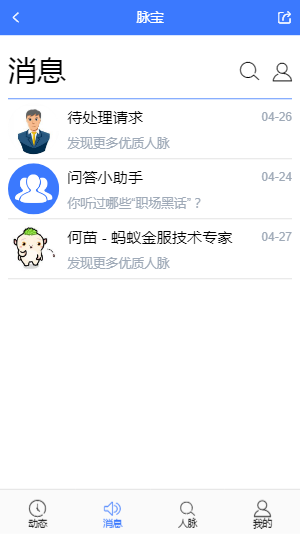 脉宝
消息
待处理请求 04-26
发现更多优质人脉
问答小助手 04-24
你听过哪些“职场黑话”？
何苗 - 蚂蚁金服技术专家 04-27
发现更多优质人脉
动态 消息 人脉 我的